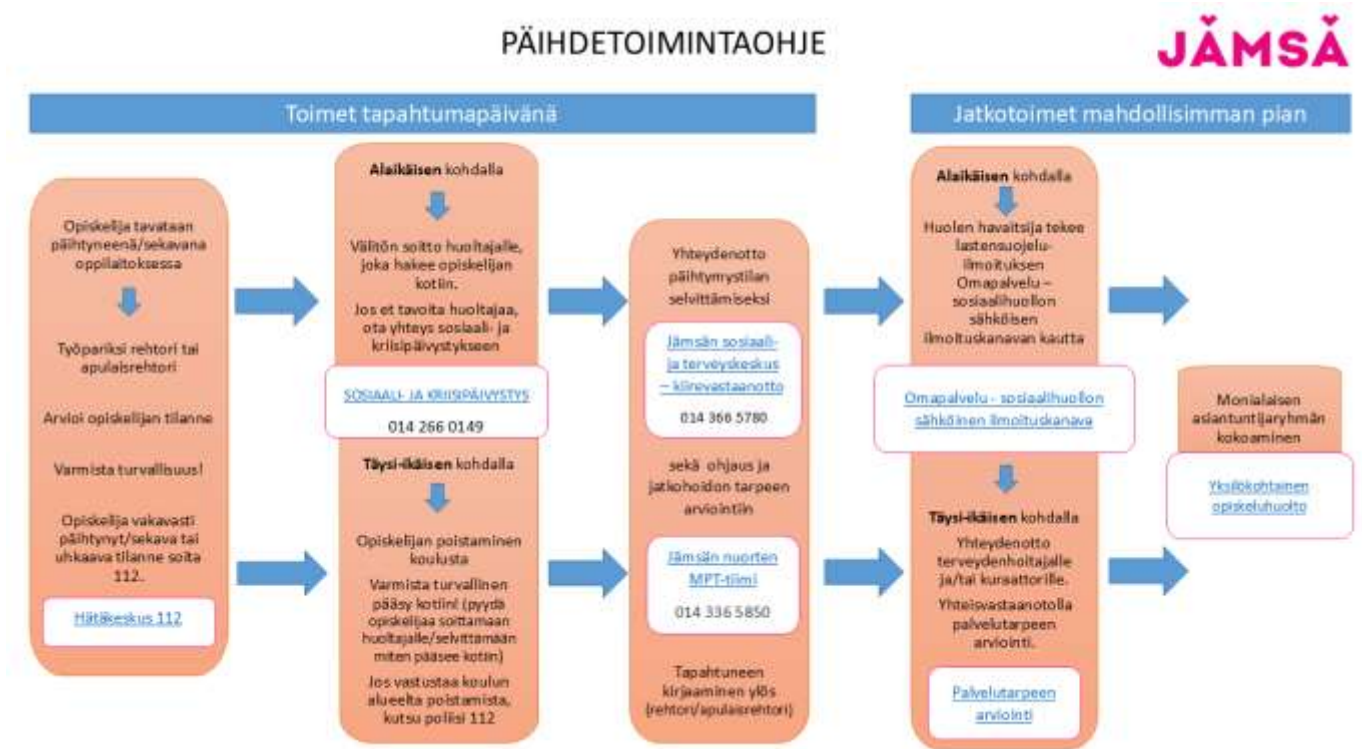 PÄIHDETOIMINTAOHJE
JÄMSÄ
Toimet tapahtumapäivänä
Jatkotoimet mahdollisimman pian
Opiskelija tavataan
päihtyneenä/sekavana
oppilaitoksessa
Työpariksi rehtori tai
apulaisrehtori
Arvioi opiskelijan tilanne
Varmista turvallisuus!
Opiskelija vakavasti
päihtynyt/sekava tai
uhkaava tilanne soita
112.
Hätäkeskus 112
Alaikäisen kohdalla
Välitön soitto huoltajalle,
joka hakee opiskelijan
kotiin.
Jos et tavoita huoltajaa,
ota yhteys sosiaali- ja
kriisipäivystykseen
SOSIAALI- JA KRIISIPÄIVYSTYS
014 266 0149
Täysi-ikäisen kohdalla
Opiskelijan poistaminen
koulusta
Varmista turvallinen
pääsy kotiin! (pyydä
opiskelijaa soittamaan
huoltajalle/selvittämään
miten pääsee kotiin)
Jos vastustaa koulun
alueelta poistamista,
kutsu poliisi 112
Yhteydenotto
päihtymystilan
selvittämiseksi
Jämsän sosiaali-
ja terveyskeskus
– kiirevastaanotto
014 366 5780
sekä ohjaus ja
jatkohoidon tarpeen
arviointiin
Jämsän nuorten
MPT-tiimi
014 336 5850
Tapahtuneen
kirjaaminen ylös
(rehtori/apulaisrehtori)
Alaikäisen kohdalla
Huolen havaitsija tekee
lastensuojelu-
ilmoituksen
Omapalvelu –
sosiaalihuollon
sähköisen
ilmoituskanavan kautta
Omapalvelu - sosiaalihuollon
sähköinen ilmoituskanava
Täysi-ikäisen kohdalla
Yhteydenotto
terveydenhoitajalle
ja/tai kuraattorille.
Yhteisvastaanotolla
palvelutarpeen
arviointi.
Palvelutarpeen
arviointi
Monialaisen
asiantuntijaryhmän
kokoaminen
Yksilökohtainen
opiskeluhuolto